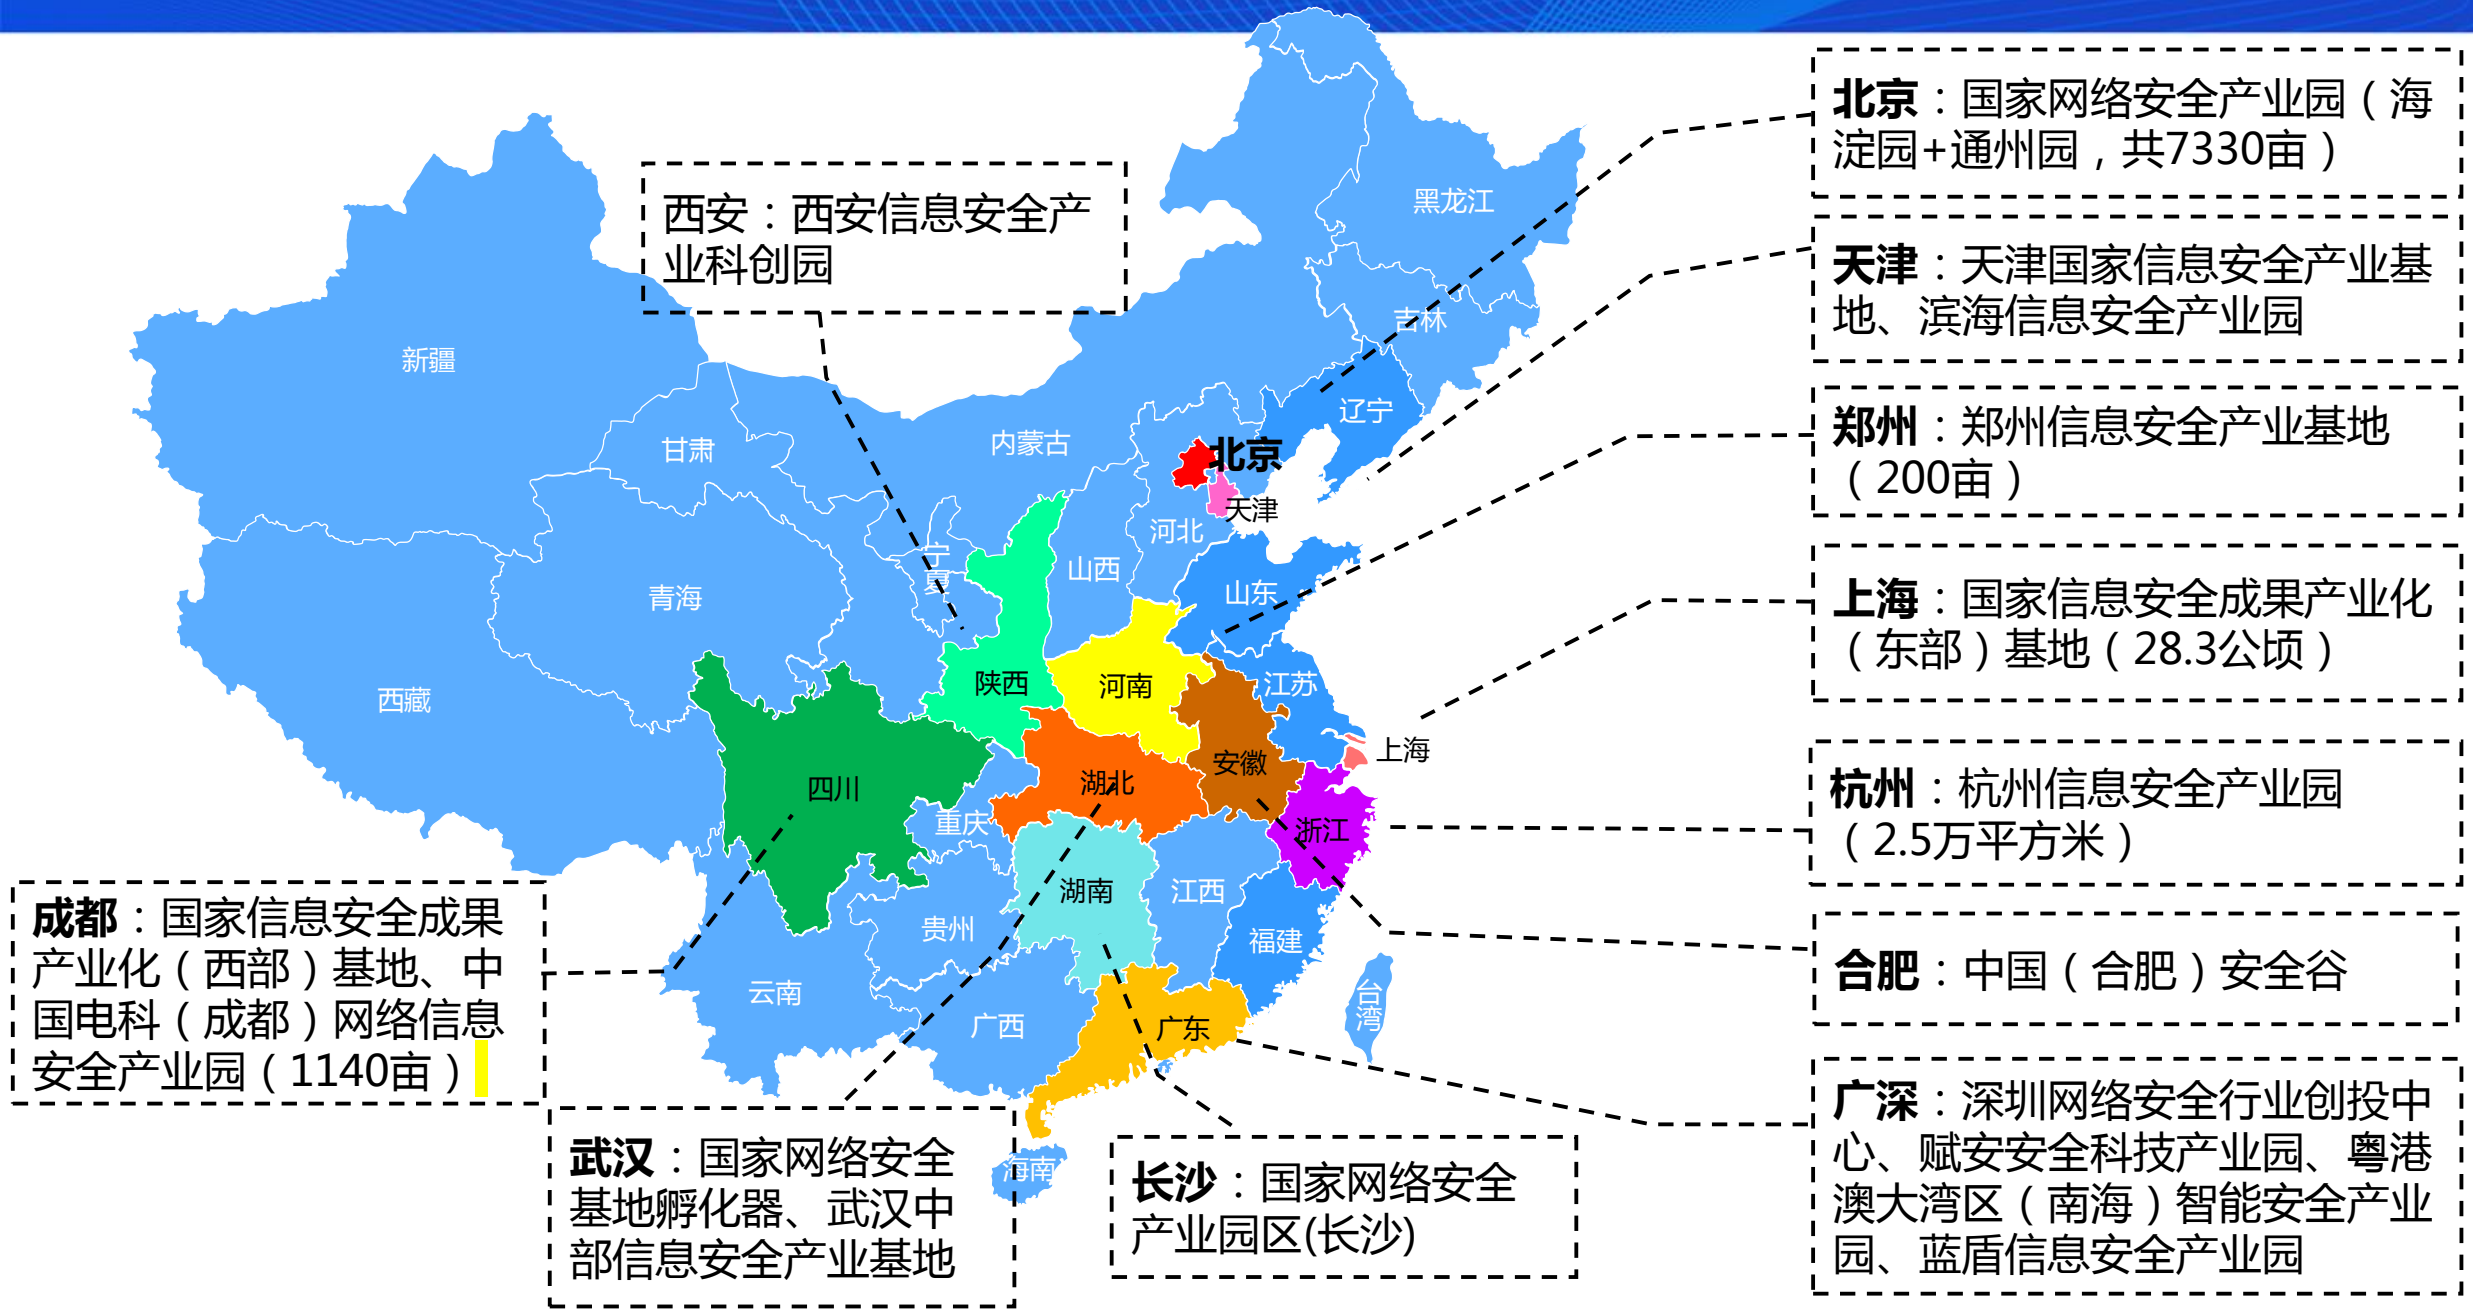 北京：国家网络安全产业园（海
淀园+通州园，共7330亩）
西安：西安信息安全产
业科创园
天津：天津国家信息安全产业基
地、滨海信息安全产业园
郑州：郑州信息安全产业基地
（200亩）
上海：国家信息安全成果产业化
（东部）基地（28.3公顷）
杭州：杭州信息安全产业园
（2.5万平方米）
合肥：中国（合肥）安全谷
广深：深圳网络安全行业创投中
心、赋安安全科技产业园、粤港
澳大湾区（南海）智能安全产业
园、蓝盾信息安全产业园
成都：国家信息安全成果
产业化（西部）基地、中
国电科（成都）网络信息
安全产业园（1140亩）
武汉：国家网络安全
基地孵化器、武汉中
部信息安全产业基地
长沙：国家网络安全
产业园区(长沙)
黑龙江
吉林
辽宁
新疆
甘肃
内蒙古
北京
天津
河北
宁
夏
山西
山东
青海
西藏
陕西
河南
江苏
上海
安徽
湖北
四川
重庆
浙江
湖南
江西
贵州
福建
云南
广西
广东
台
湾
海南